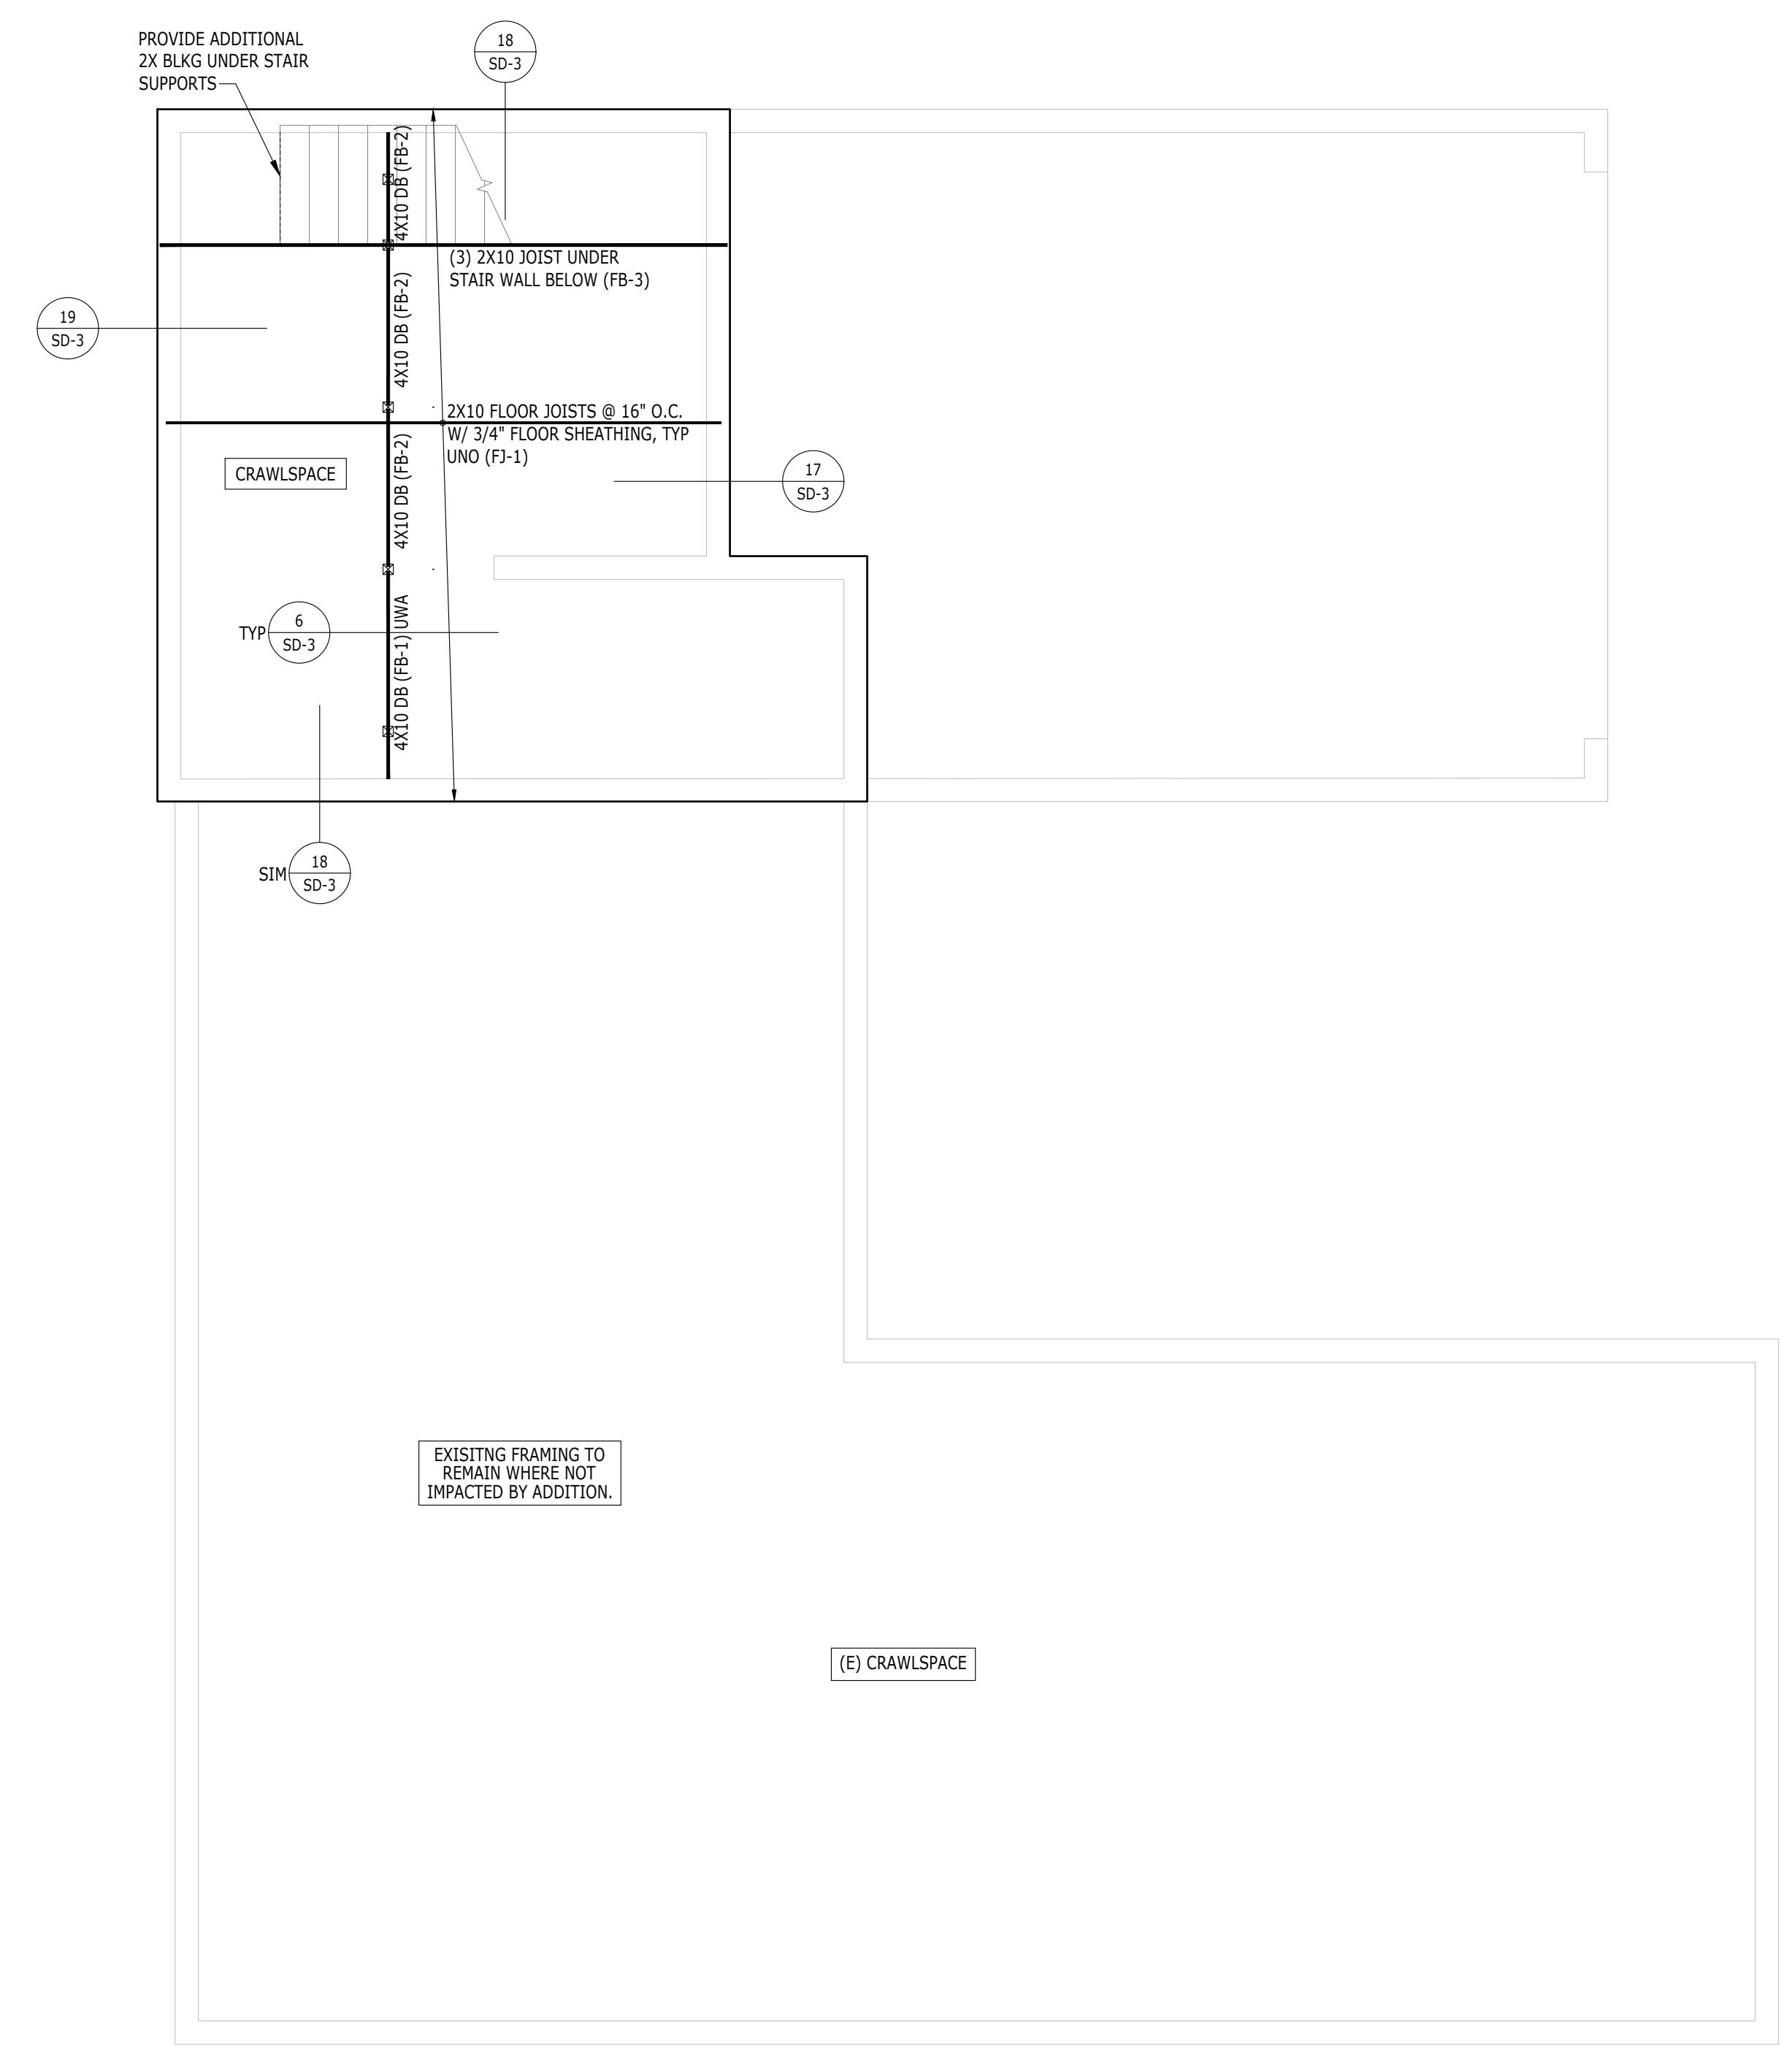 PROVIDE ADDITIONAL
2X BLKG UNDER STAIR
SUPPORTS
18
SD-3
4X10 DB (FB-2)
(3) 2X10 JOIST UNDER
STAIR WALL BELOW (FB-3)
19
SD-3
4X10 DB (FB-2)
2X10 FLOOR JOISTS @ 16" O.C.
W/ 3/4" FLOOR SHEATHING, TYP
UNO (FJ-1)
CRAWLSPACE
4X10 DB (FB-2)
17
SD-3
TYP
6
SD-3
4X10 DB (FB-1) UWA
SIM
18
SD-3
EXISITNG FRAMING TO
REMAIN WHERE NOT
IMPACTED BY ADDITION.
(E) CRAWLSPACE